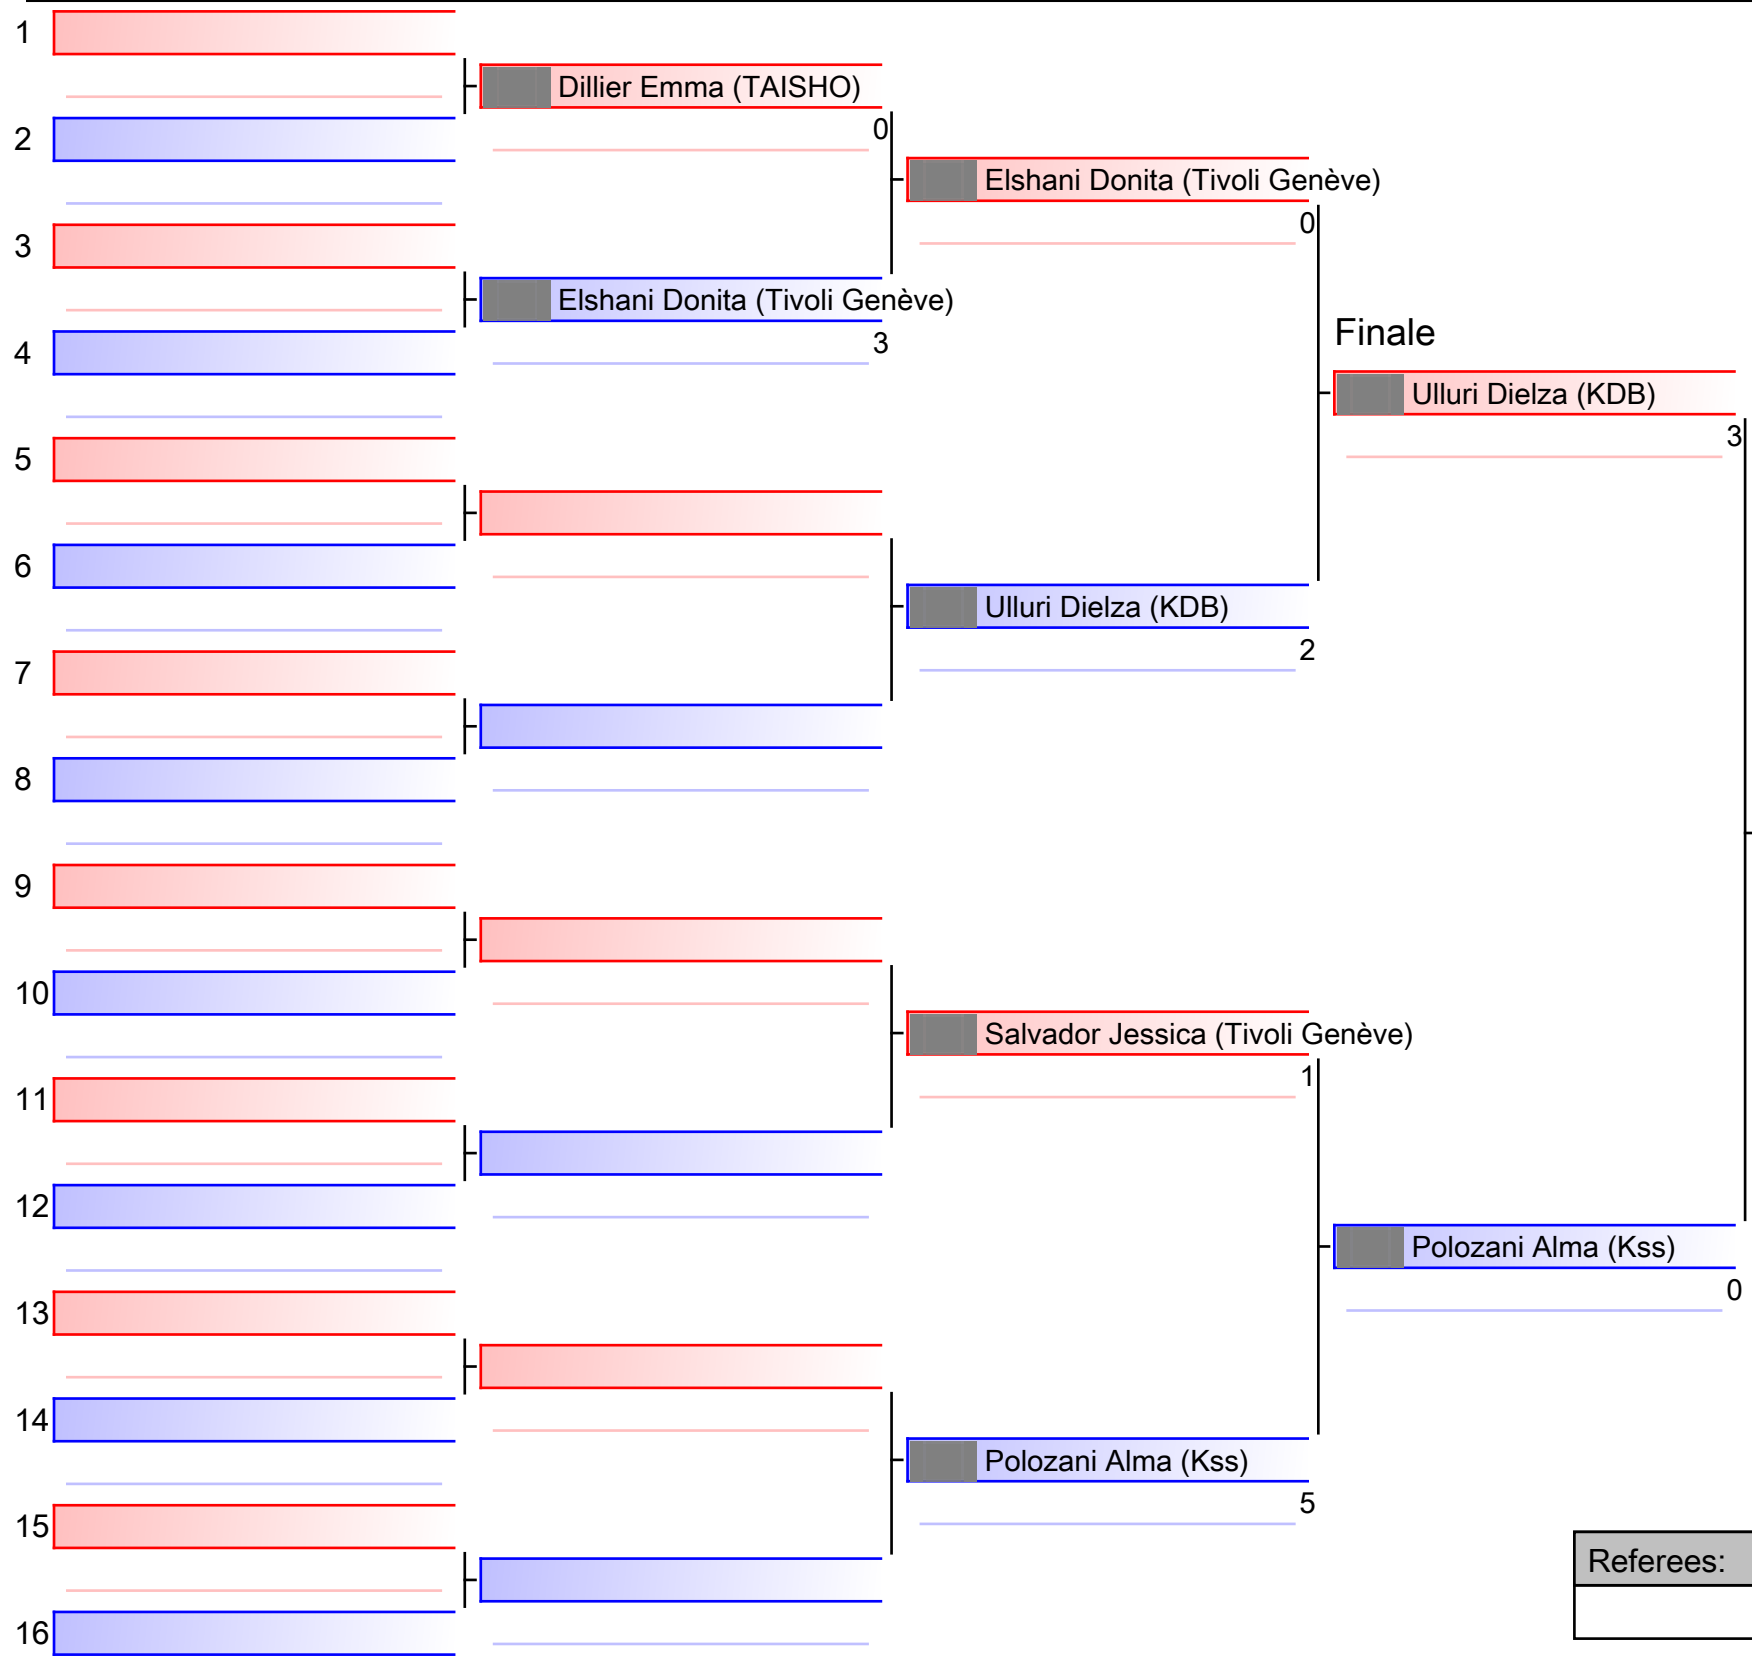 1
Dillier Emma (TAISHO)
0
2
Elshani Donita (Tivoli Genève)
0
3
Elshani Donita (Tivoli Genève)
3
4
Finale
Ulluri Dielza (KDB)
3
5
6
Ulluri Dielza (KDB)
2
7
8
9
10
Salvador Jessica (Tivoli Genève)
1
11
12
Polozani Alma (Kss)
0
13
14
Polozani Alma (Kss)
5
15
Referees:
16